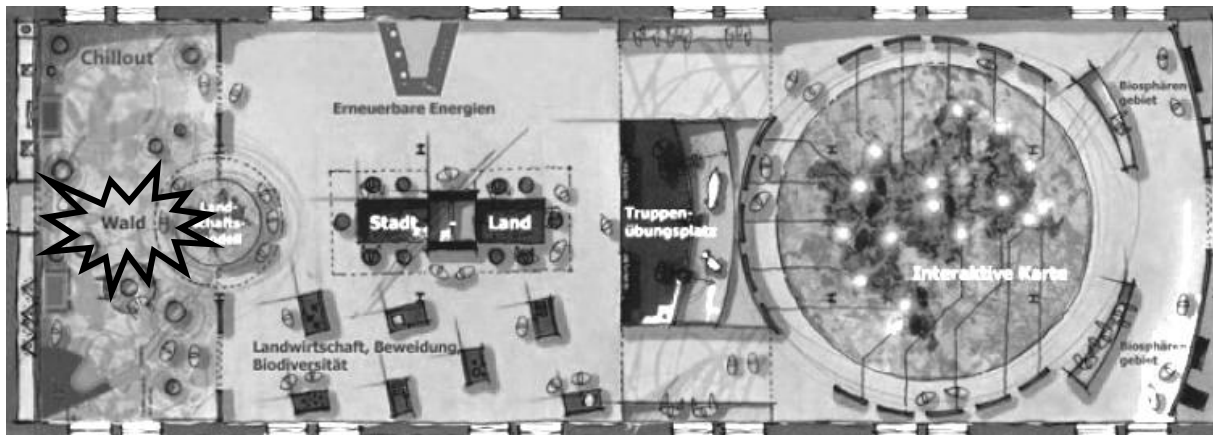 Chillout
Wald
Land-
schafts-
modell
Erneuerbare Energien
Stadt
-
Land
Landwirtschaft, Beweidung,
Biodiversität
Truppen-
übungsplatz
Interaktive Karte
Biosphären
gebiet
Biosphären
gebiet